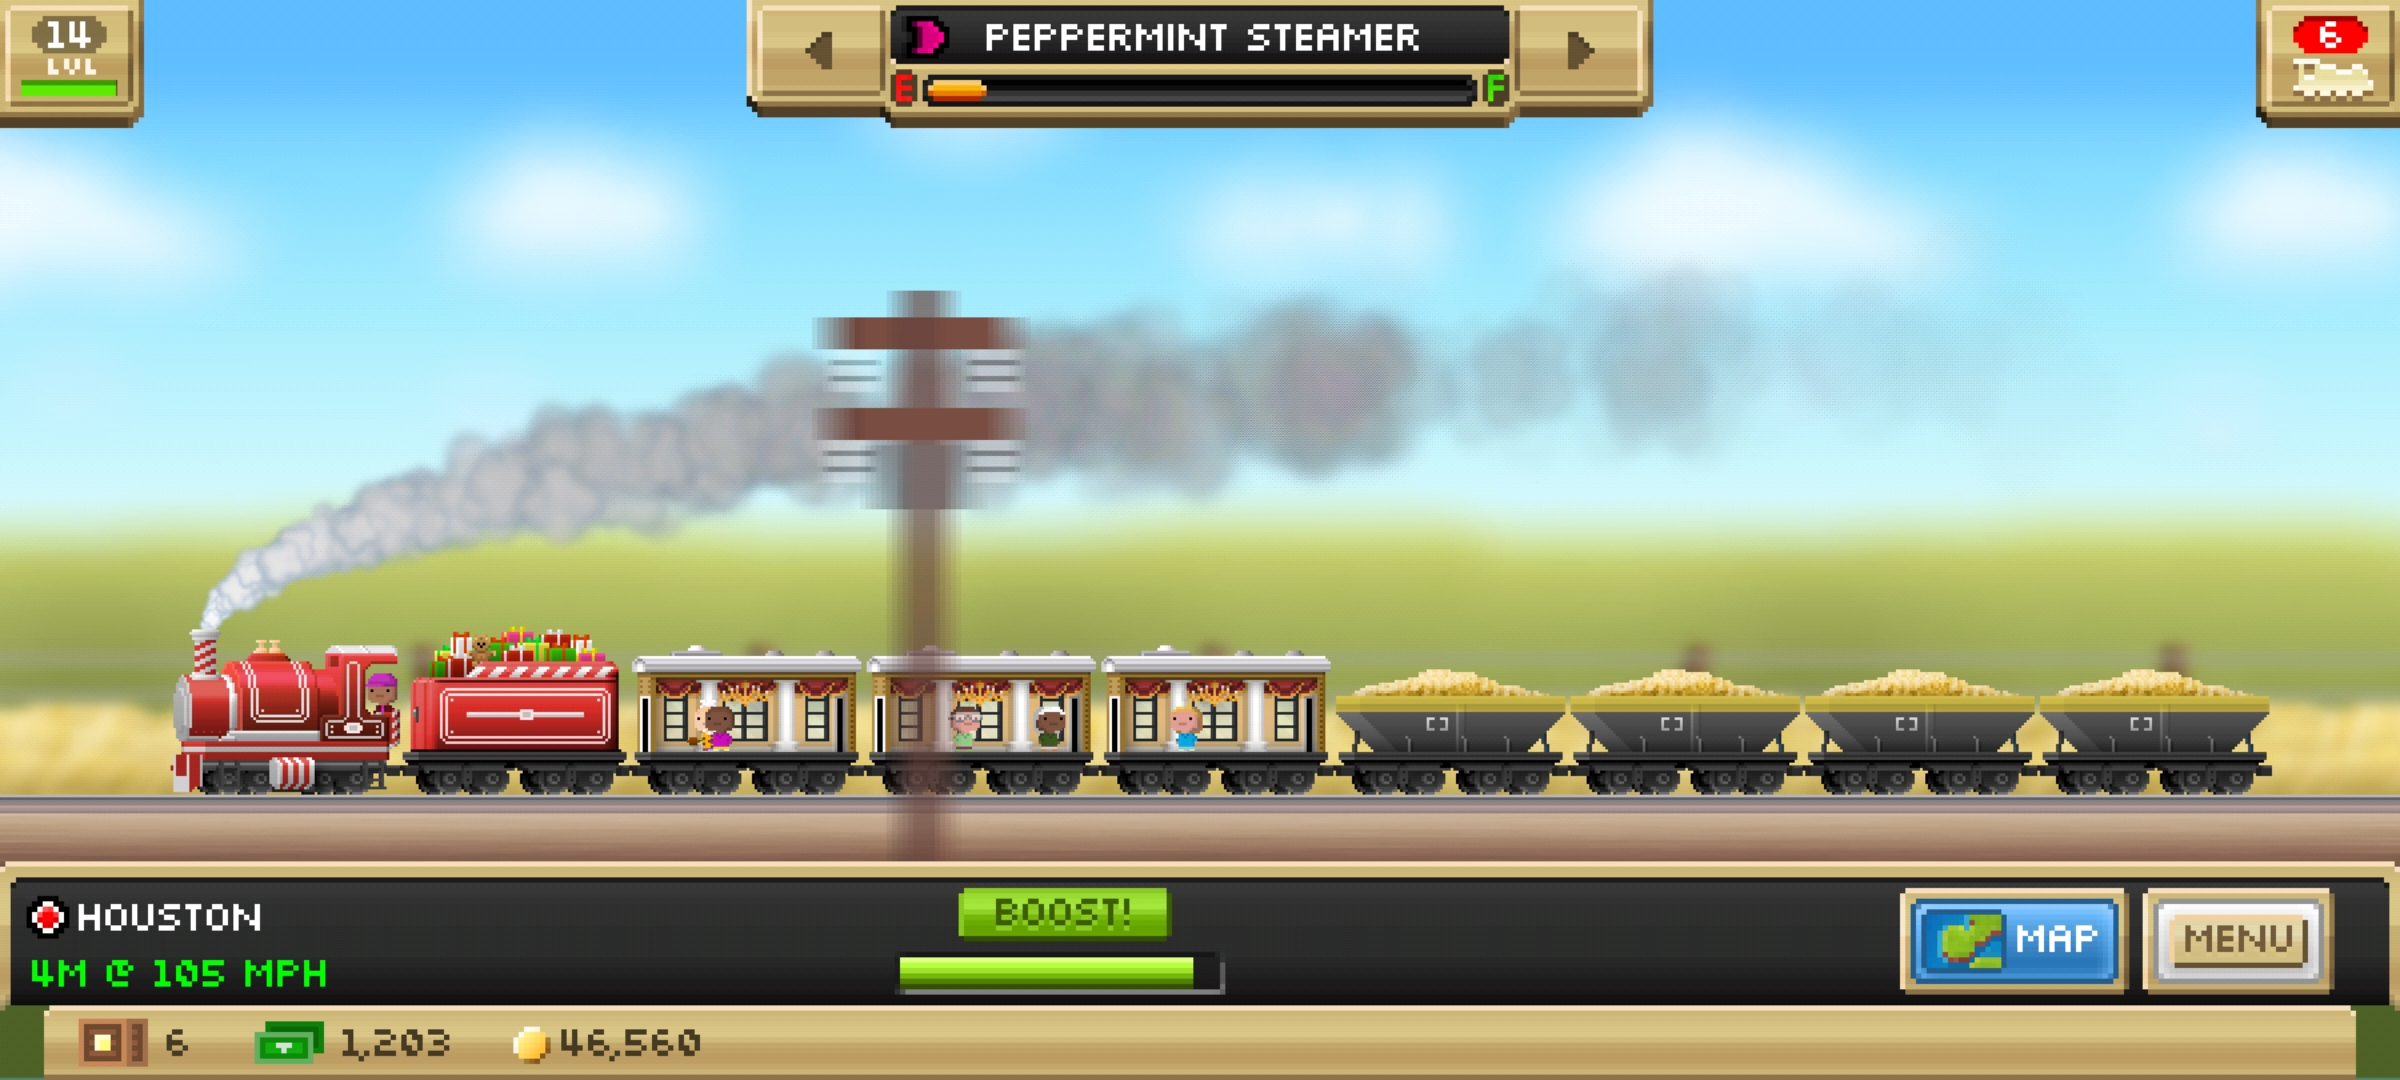 14
LVL
PEPPERMINT STEAMER
E F
6
HOUSTON
4M @ 105 MPH
BOOST!
MAP
MENU
6 1,203 46,560